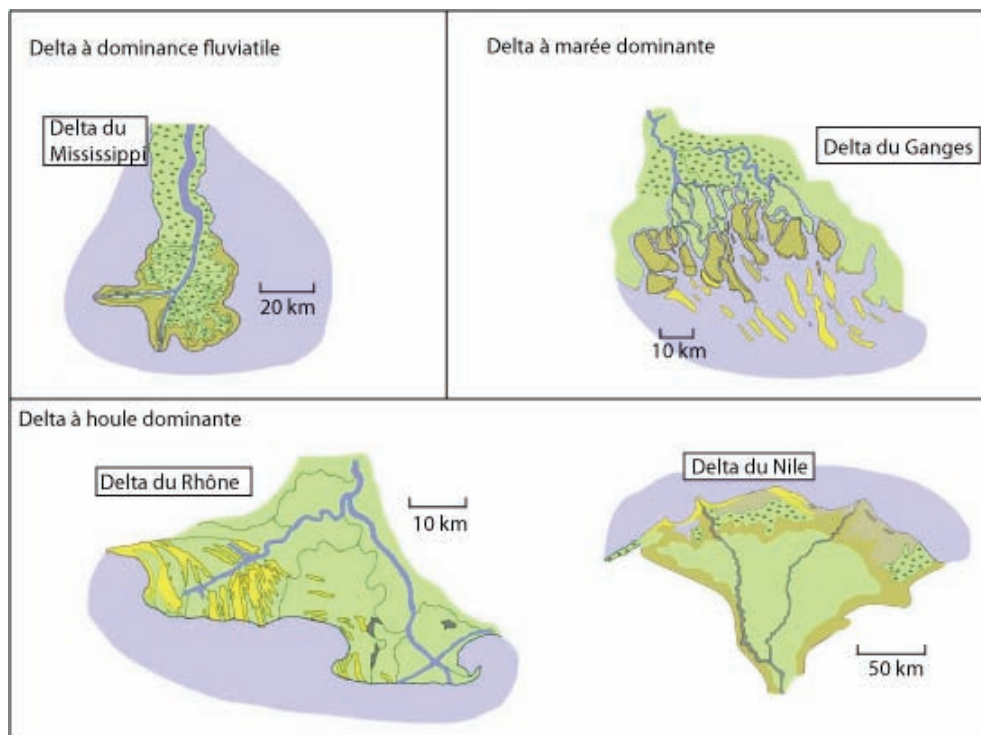 Delta à dominance fluviatile
Delta du
Mississippi
20 km
Delta à marée dominante
Delta du Ganges
10 km
Delta à houle dominante
Delta du Rhône
10 km
Delta du Nile
50 km